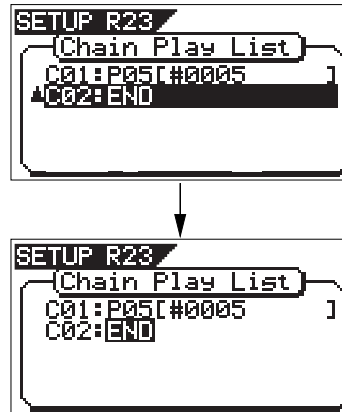 SETUP R23
Chain Play List
C01:P05[#0005 ]
C02:END
SETUP R23
Chain Play List
C01:P05[#0005 ]
C02:END